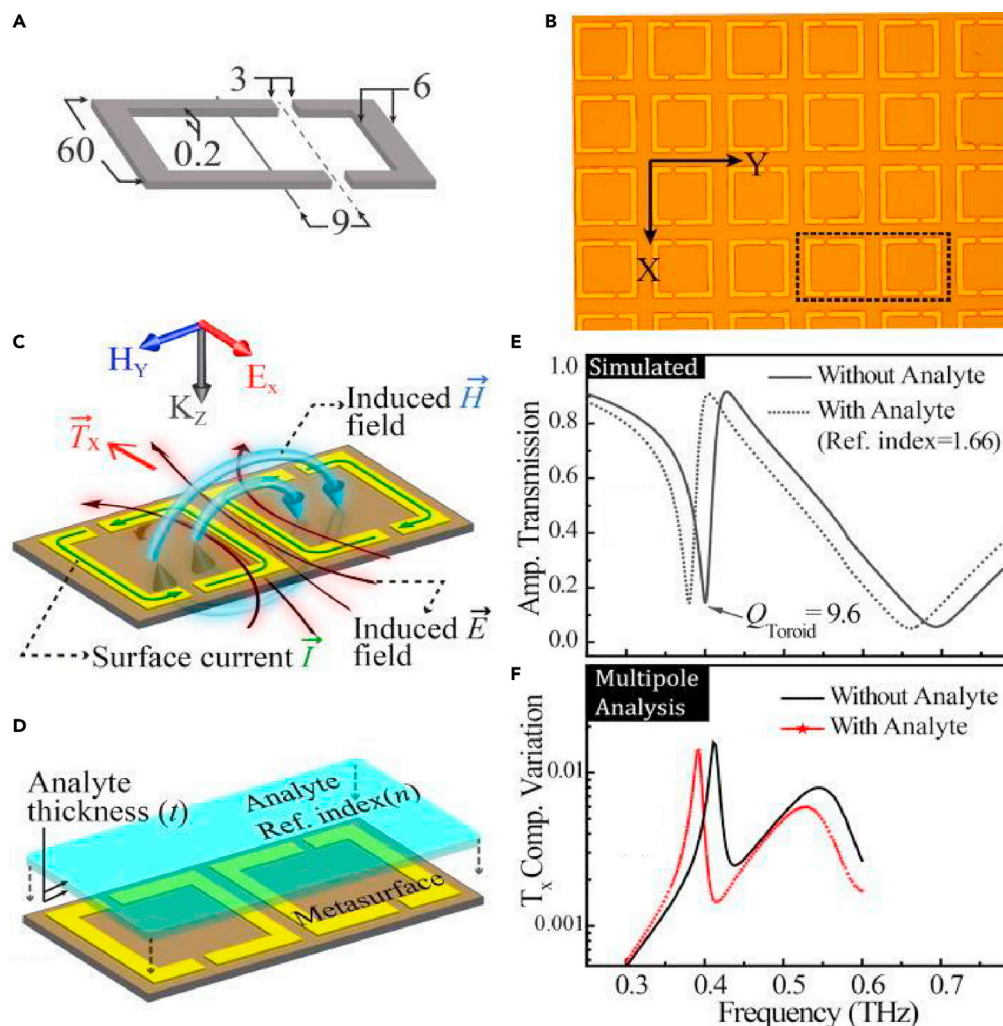 A
3
6
60
0.2
9
B
Y
X
C
H_Y
E_x
K_Z
T⃗_X
Induced H⃗
field
Induced E⃗
field
Surface current I⃗
D
Analyte
thickness (t)
Analyte
Ref. index(n)
Metasurface
E
Simulated
Without Analyte
With Analyte
(Ref. index=1.66)
Q_Toroid = 9.6
Amp. Transmission
1.0
0.8
0.6
0.4
0.2
0.0
F
Multipole
Analysis
Without Analyte
With Analyte
T_x Comp. Variation
0.01
0.001
0.3 0.4 0.5 0.6 0.7
Frequency (THz)